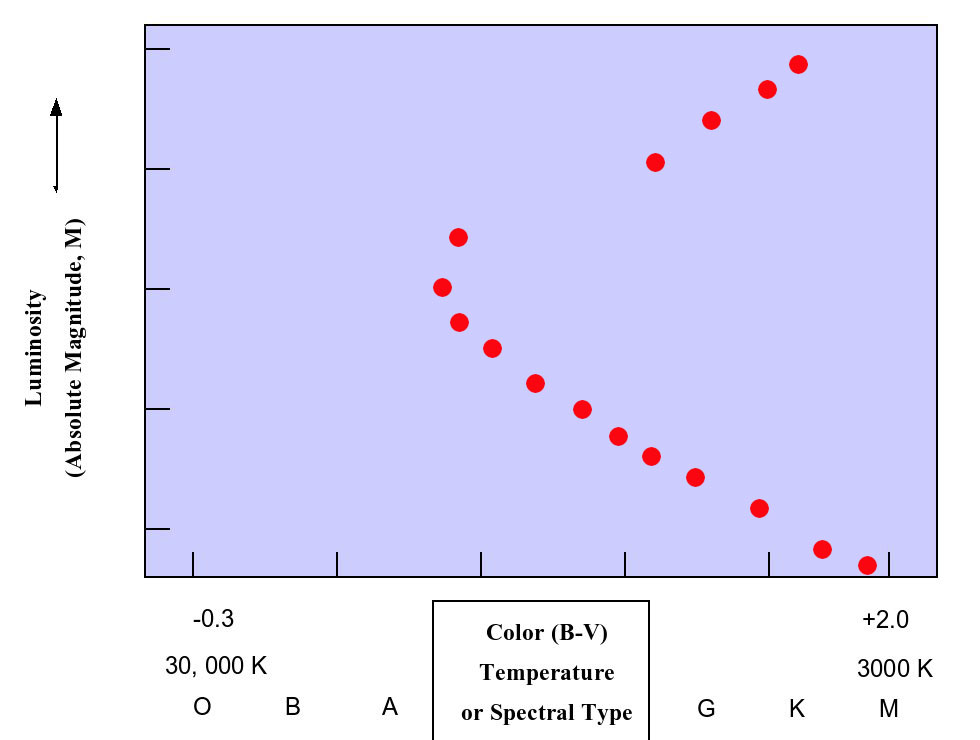 Luminosity
(Absolute Magnitude, M)
-0.3
Color (B-V)
+2.0
30, 000 K
Temperature
3000 K
O B A or Spectral Type G K M